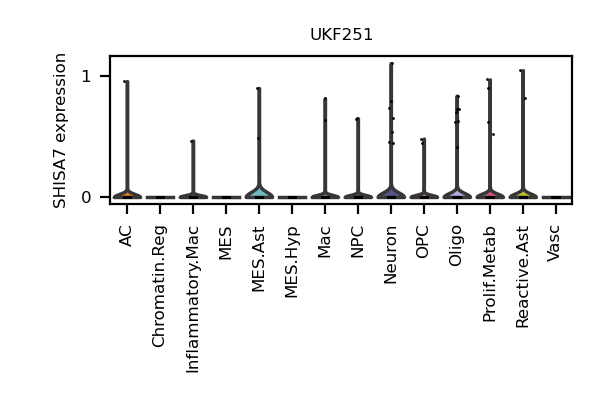 UKF251
SHISA7 expression
1
0
AC
Chromatin.Reg
Inflammatory.Mac
MES
MES.Ast
MES.Hyp
Mac
NPC
Neuron
OPC
Oligo
Prolif.Metab
Reactive.Ast
Vasc